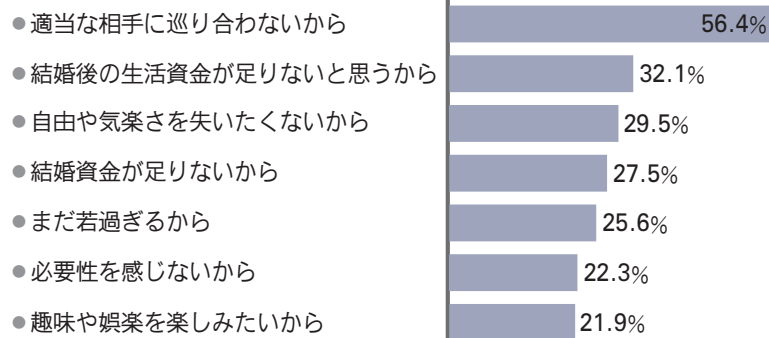 ●適当な相手に巡り合わないから 56.4%
●結婚後の生活資金が足りないと思うから 32.1%
●自由や気楽さを失いたくないから 29.5%
●結婚資金が足りないから 27.5%
●まだ若過ぎるから 25.6%
●必要性を感じないから 22.3%
●趣味や娯楽を楽しみたいから 21.9%